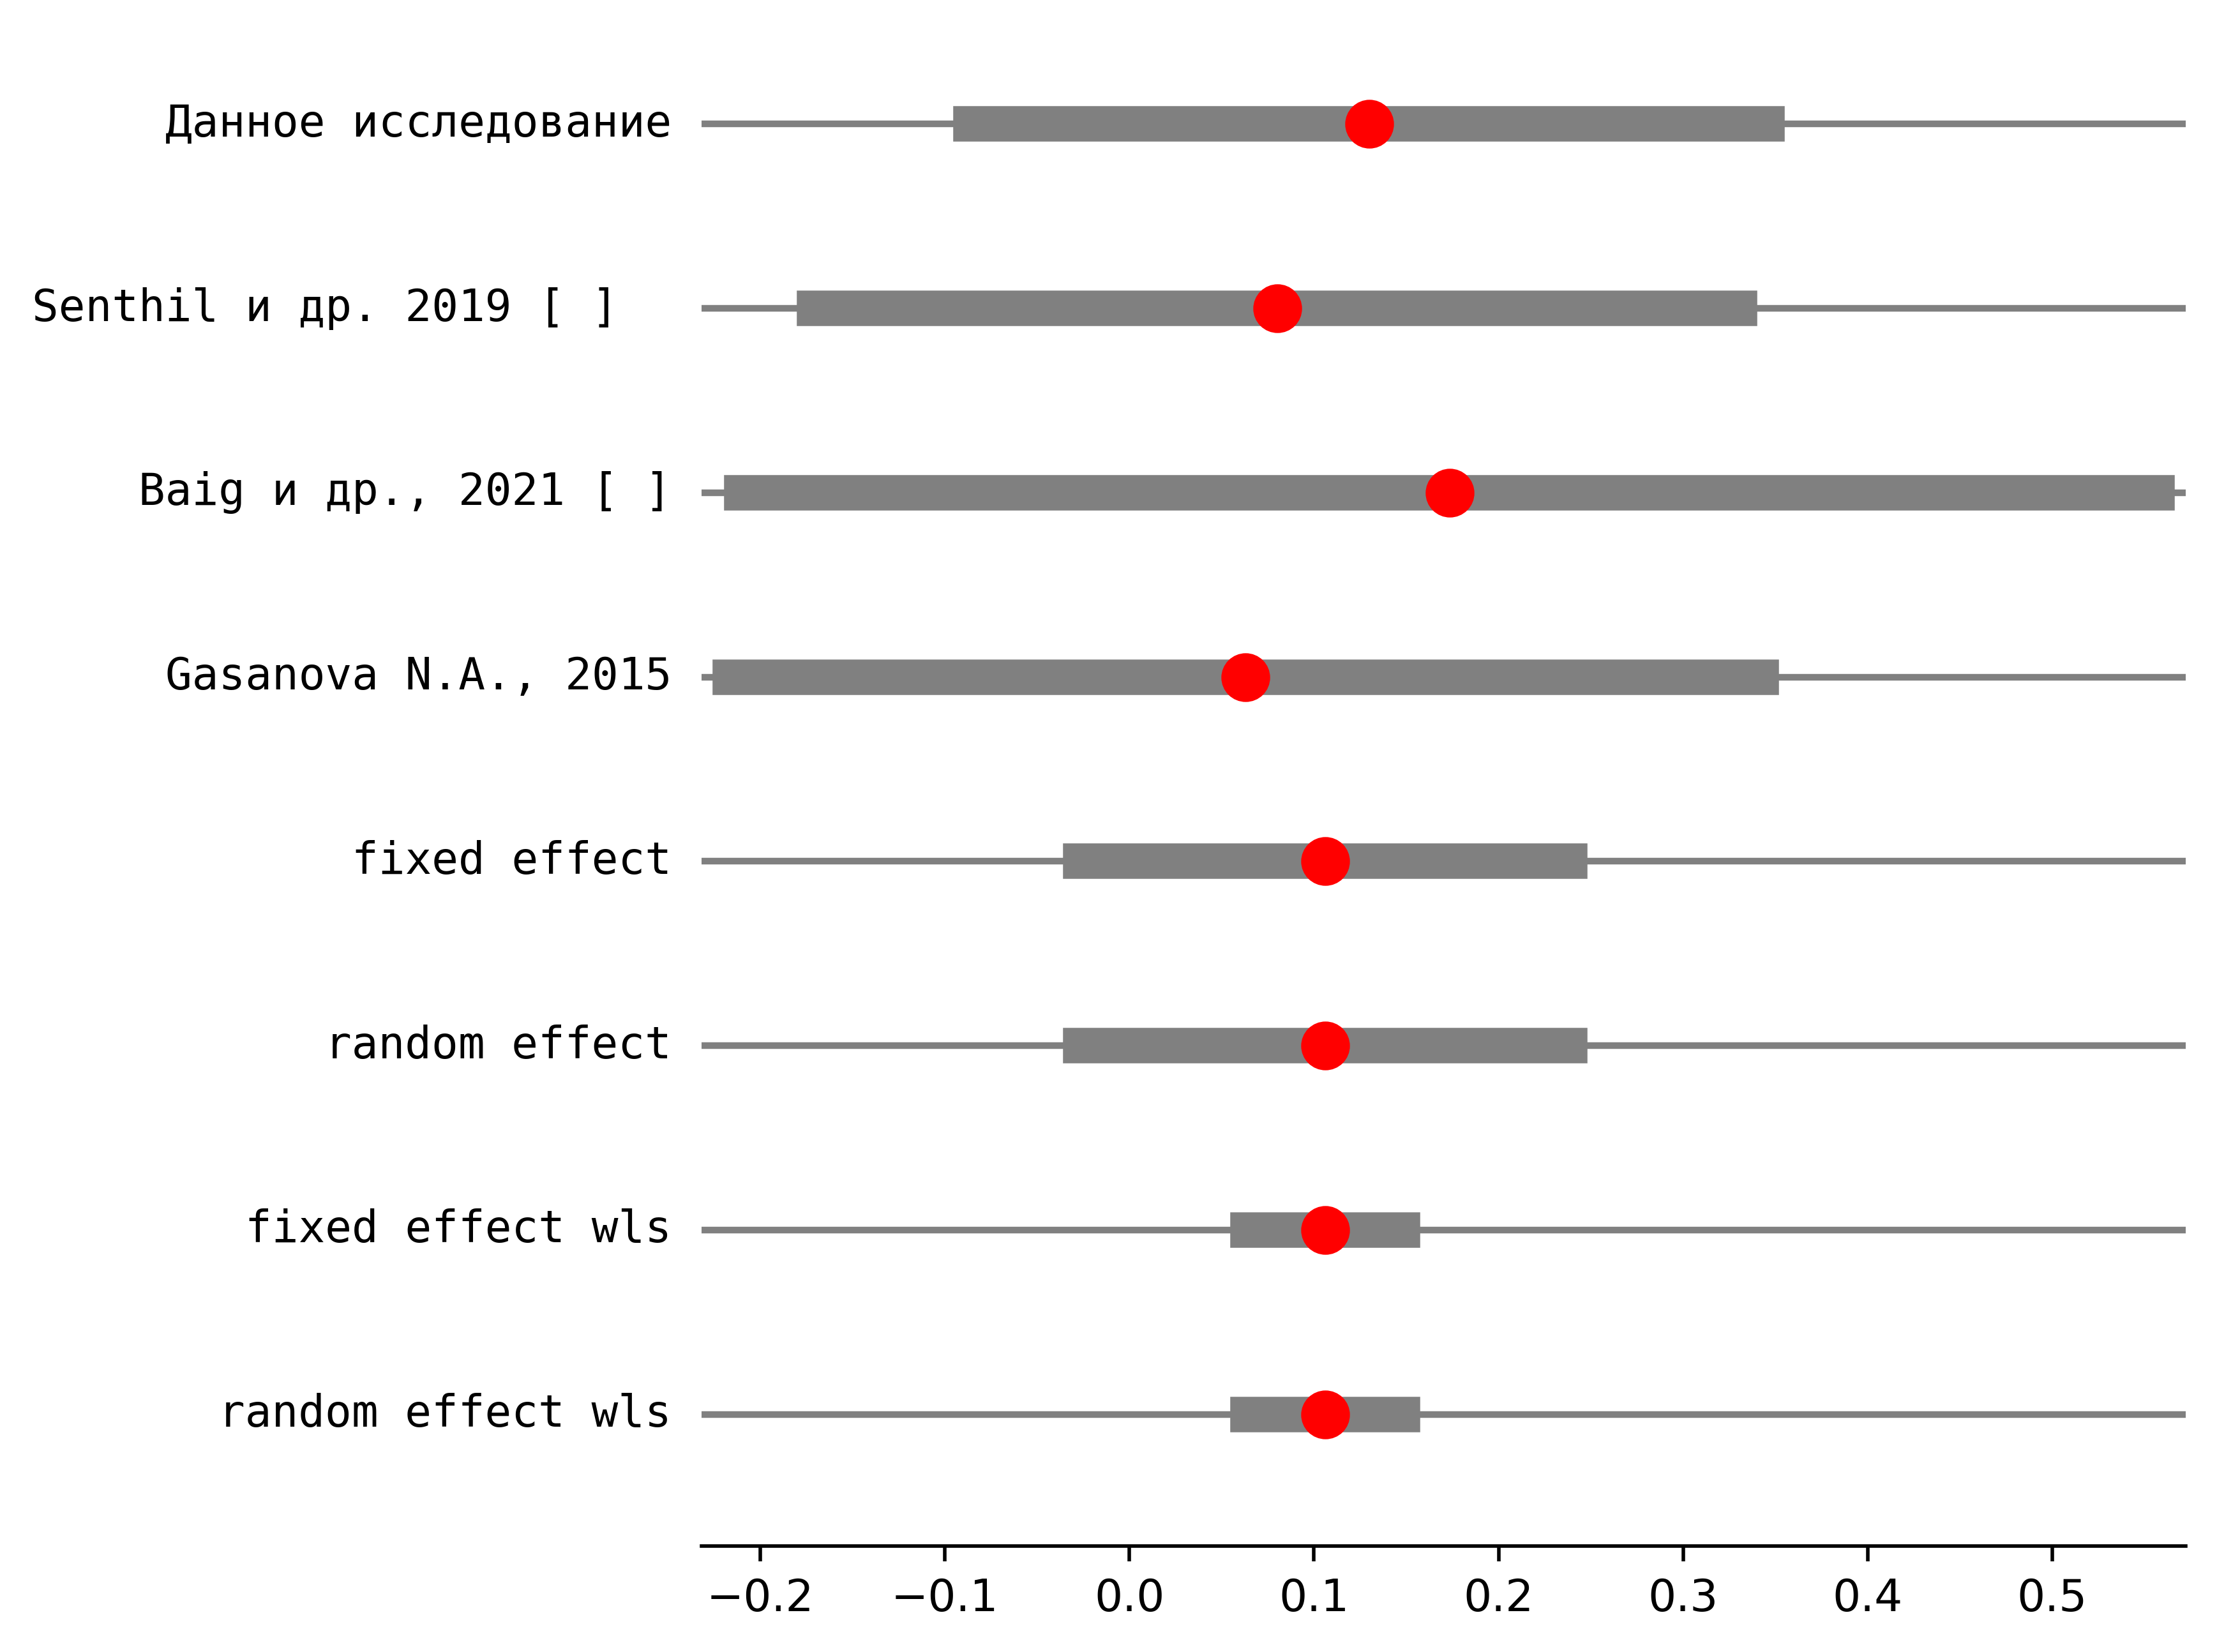 Данное исследование
Senthil и др. 2019 [ ]
Baig и др., 2021 [ ]
Gasanova N.A., 2015
fixed effect
random effect
fixed effect wls
random effect wls
−0.2 −0.1 0.0 0.1 0.2 0.3 0.4 0.5